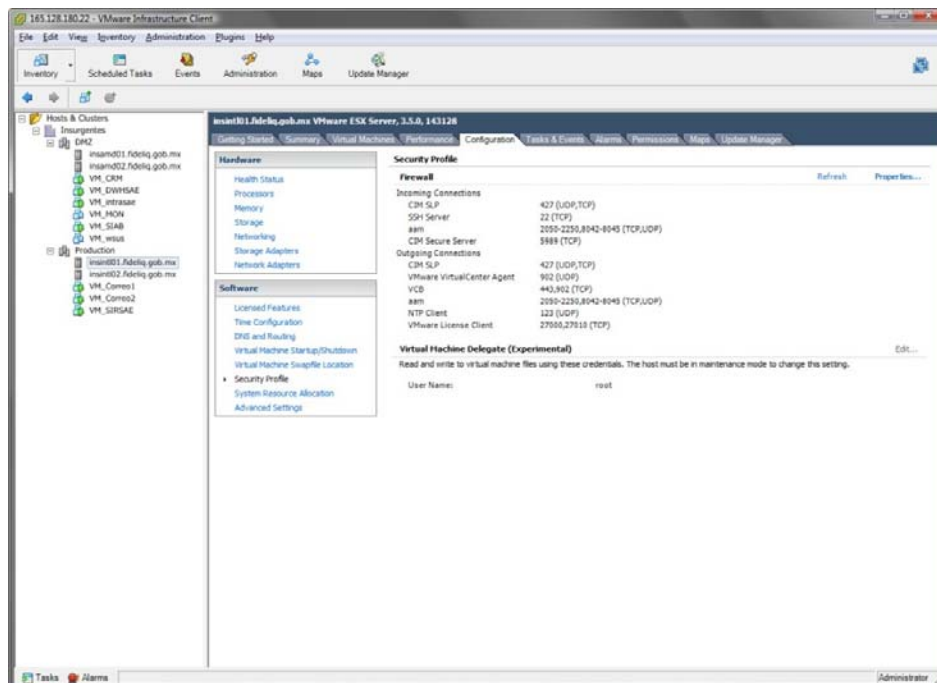 165.128.180.22 - VMware Infrastructure Client
File Edit View Inventory Administration Plugins Help
Inventory Scheduled Tasks Events Administration Maps Update Manager
Hosts & Clusters
Insurgentes
DMZ
insamd01.fideliq.gob.mx
insamd02.fideliq.gob.mx
VM_CRM
VM_DWHSAE
VM_intrasae
VM_MON
VM_SIAB
VM_wsus
Production
insintl01.fideliq.gob.mx
insintl02.fideliq.gob.mx
VM_Correo1
VM_Correo2
VM_SIRSAE
insintl01.fideliq.gob.mx VMware ESX Server, 3.5.0, 143128
Getting Started Summary Virtual Machines Performance Configuration Tasks & Events Alarms Permissions Maps Update Manager
Hardware
Health Status
Processors
Memory
Storage
Networking
Storage Adapters
Network Adapters
Software
Licensed Features
Time Configuration
DNS and Routing
Virtual Machine Startup/Shutdown
Virtual Machine Swapfile Location
Security Profile
System Resource Allocation
Advanced Settings
Security Profile
Firewall Refresh Properties...
Incoming Connections
CIM SLP 427 (UDP,TCP)
SSH Server 22 (TCP)
aam 2050-2250,8042-8045 (TCP,UDP)
CIM Secure Server 5989 (TCP)
Outgoing Connections
CIM SLP 427 (UDP,TCP)
VMware VirtualCenter Agent 902 (UDP)
VCB 443,902 (TCP)
aam 2050-2250,8042-8045 (TCP,UDP)
NTP Client 123 (UDP)
VMware License Client 27000,27010 (TCP)
Virtual Machine Delegate (Experimental) Edit...
Read and write to virtual machine files using these credentials. The host must be in maintenance mode to change this setting.
User Name: root
Tasks Alarms Administrator